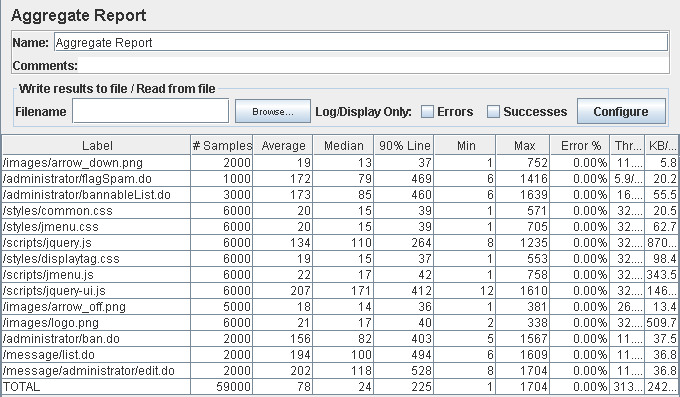 Aggregate Report
Name: Aggregate Report
Comments:
Write results to file / Read from file
Filename Browse... Log/Display Only: Errors Successes Configure
Label # Samples Average Median 90% Line Min Max Error % Thr... KB/...
/images/arrow_down.png 2000 19 13 37 1 752 0.00% 11.... 5.8
/administrator/flagSpam.do 1000 172 79 469 6 1416 0.00% 5.9/... 20.2
/administrator/bannableList.do 3000 173 85 460 6 1639 0.00% 16.... 55.5
/styles/common.css 6000 20 15 39 1 571 0.00% 32.... 20.5
/styles/jmenu.css 6000 20 15 39 1 705 0.00% 32.... 62.7
/scripts/jquery.js 6000 134 110 264 8 1235 0.00% 32.... 870...
/styles/displaytag.css 6000 19 15 37 1 553 0.00% 32.... 98.4
/scripts/jmenu.js 6000 22 17 42 1 758 0.00% 32.... 343.5
/scripts/jquery-ui.js 6000 207 171 412 12 1610 0.00% 32.... 146...
/images/arrow_off.png 5000 18 14 36 1 381 0.00% 26.... 13.4
/images/logo.png 6000 21 17 40 2 338 0.00% 32.... 509.7
/administrator/ban.do 2000 156 82 403 5 1567 0.00% 11.... 37.5
/message/list.do 2000 194 100 494 6 1609 0.00% 11.... 36.8
/message/administrator/edit.do 2000 202 118 528 8 1704 0.00% 11.... 36.8
TOTAL 59000 78 24 225 1 1704 0.00% 313... 242...